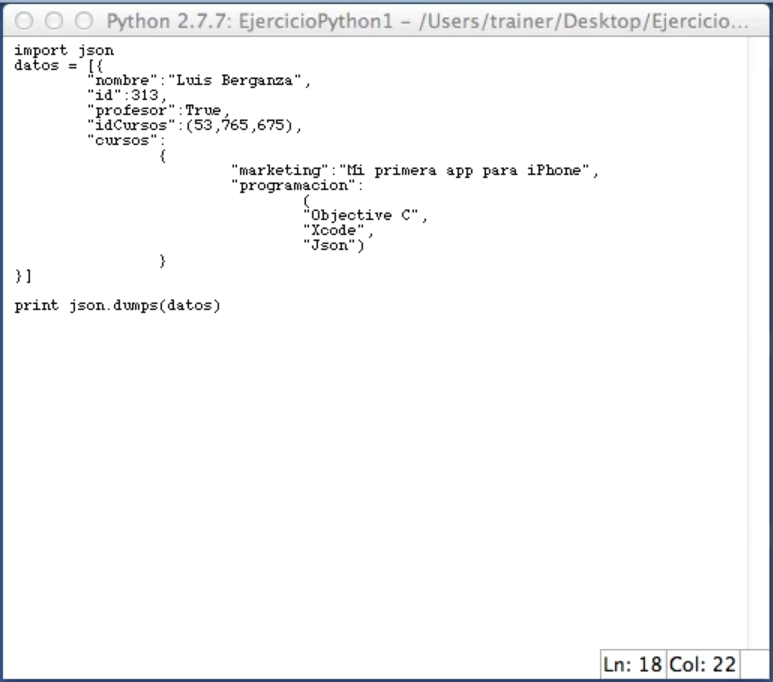 Python 2.7.7: EjercicioPython1 – /Users/trainer/Desktop/Ejercicio...
import json
datos = [{
        "nombre":"Luis Berganza",
        "id":313,
        "profesor":True,
        "idCursos":(53,765,675),
        "cursos":
                {
                        "marketing":"Mi primera app para iPhone",
                        "programacion":
                                (
                                "Objective C",
                                "Xcode",
                                "Json")
                }
}]
print json.dumps(datos)
Ln: 18 Col: 22